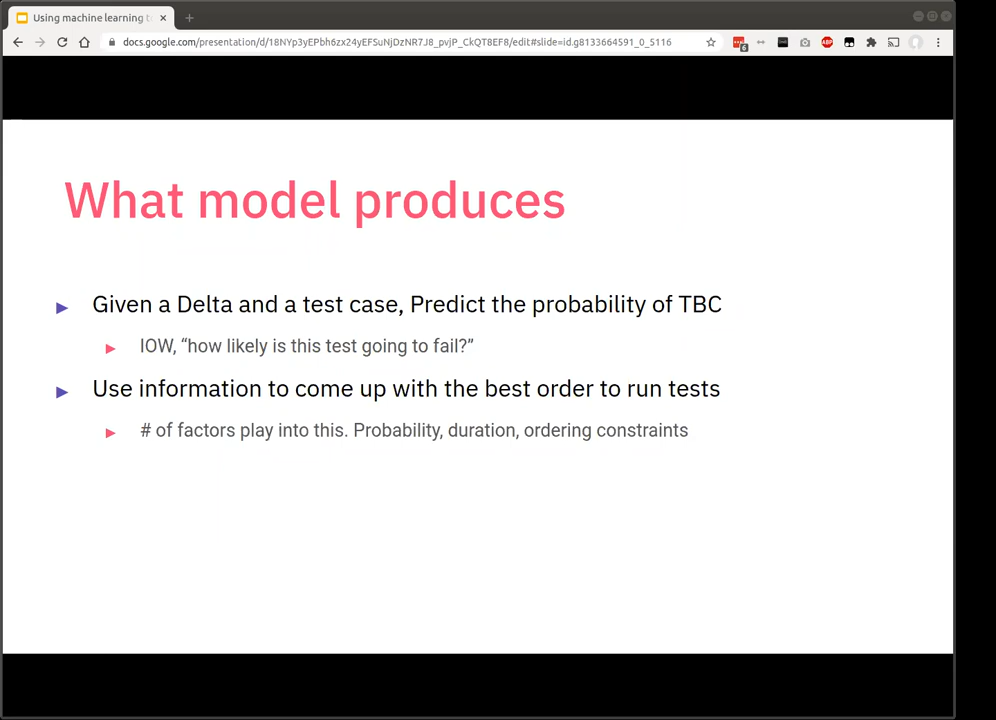 Using machine learning t
docs.google.com/presentation/d/18NYp3yEPbh6zx24yEFSuNjDzNR7J8_pvjP_CkQT8EF8/edit#slide=id.g8133664591_0_5116
6
ABP
What model produces
Given a Delta and a test case, Predict the probability of TBC
IOW, “how likely is this test going to fail?”
Use information to come up with the best order to run tests
# of factors play into this. Probability, duration, ordering constraints